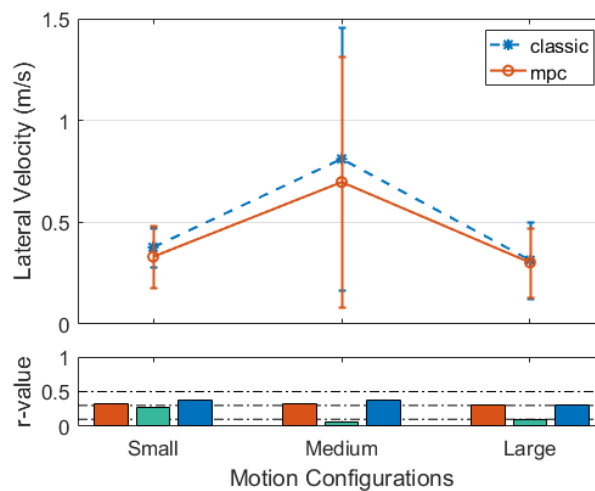 1.5
1
0.5
0
Lateral Velocity (m/s)
classic
mpc
1
0.5
0
r-value
Small Medium Large
Motion Configurations